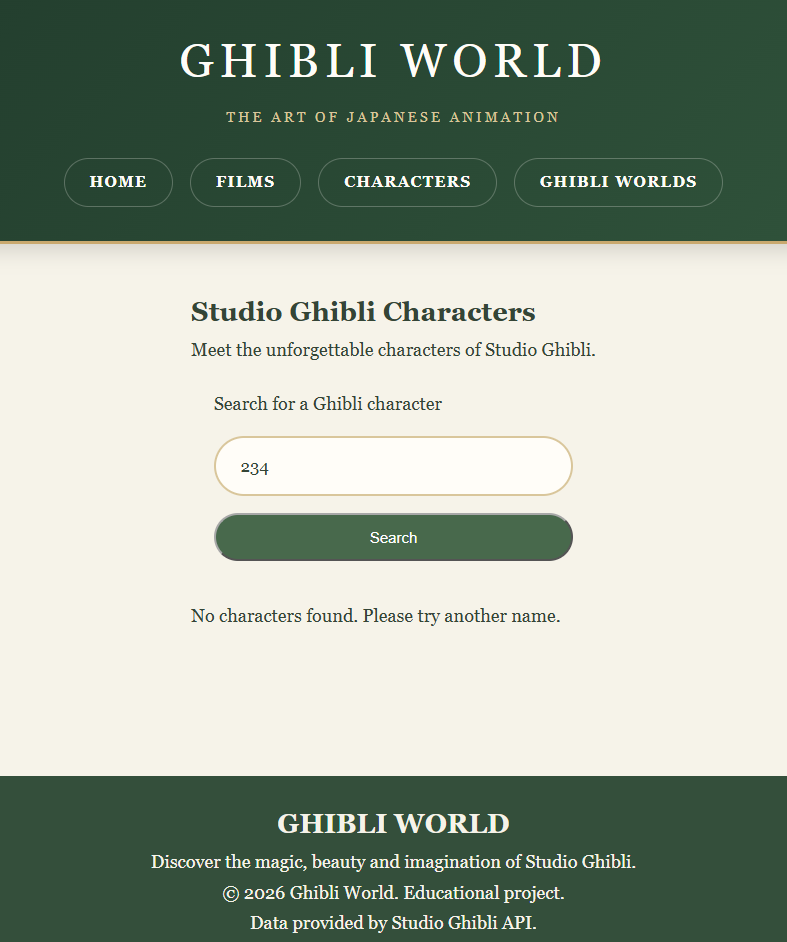 GHIBLI WORLD
THE ART OF JAPANESE ANIMATION
HOME
FILMS
CHARACTERS
GHIBLI WORLDS
Studio Ghibli Characters
Meet the unforgettable characters of Studio Ghibli.
Search for a Ghibli character
234
Search
No characters found. Please try another name.
GHIBLI WORLD
Discover the magic, beauty and imagination of Studio Ghibli.
© 2026 Ghibli World. Educational project.
Data provided by Studio Ghibli API.